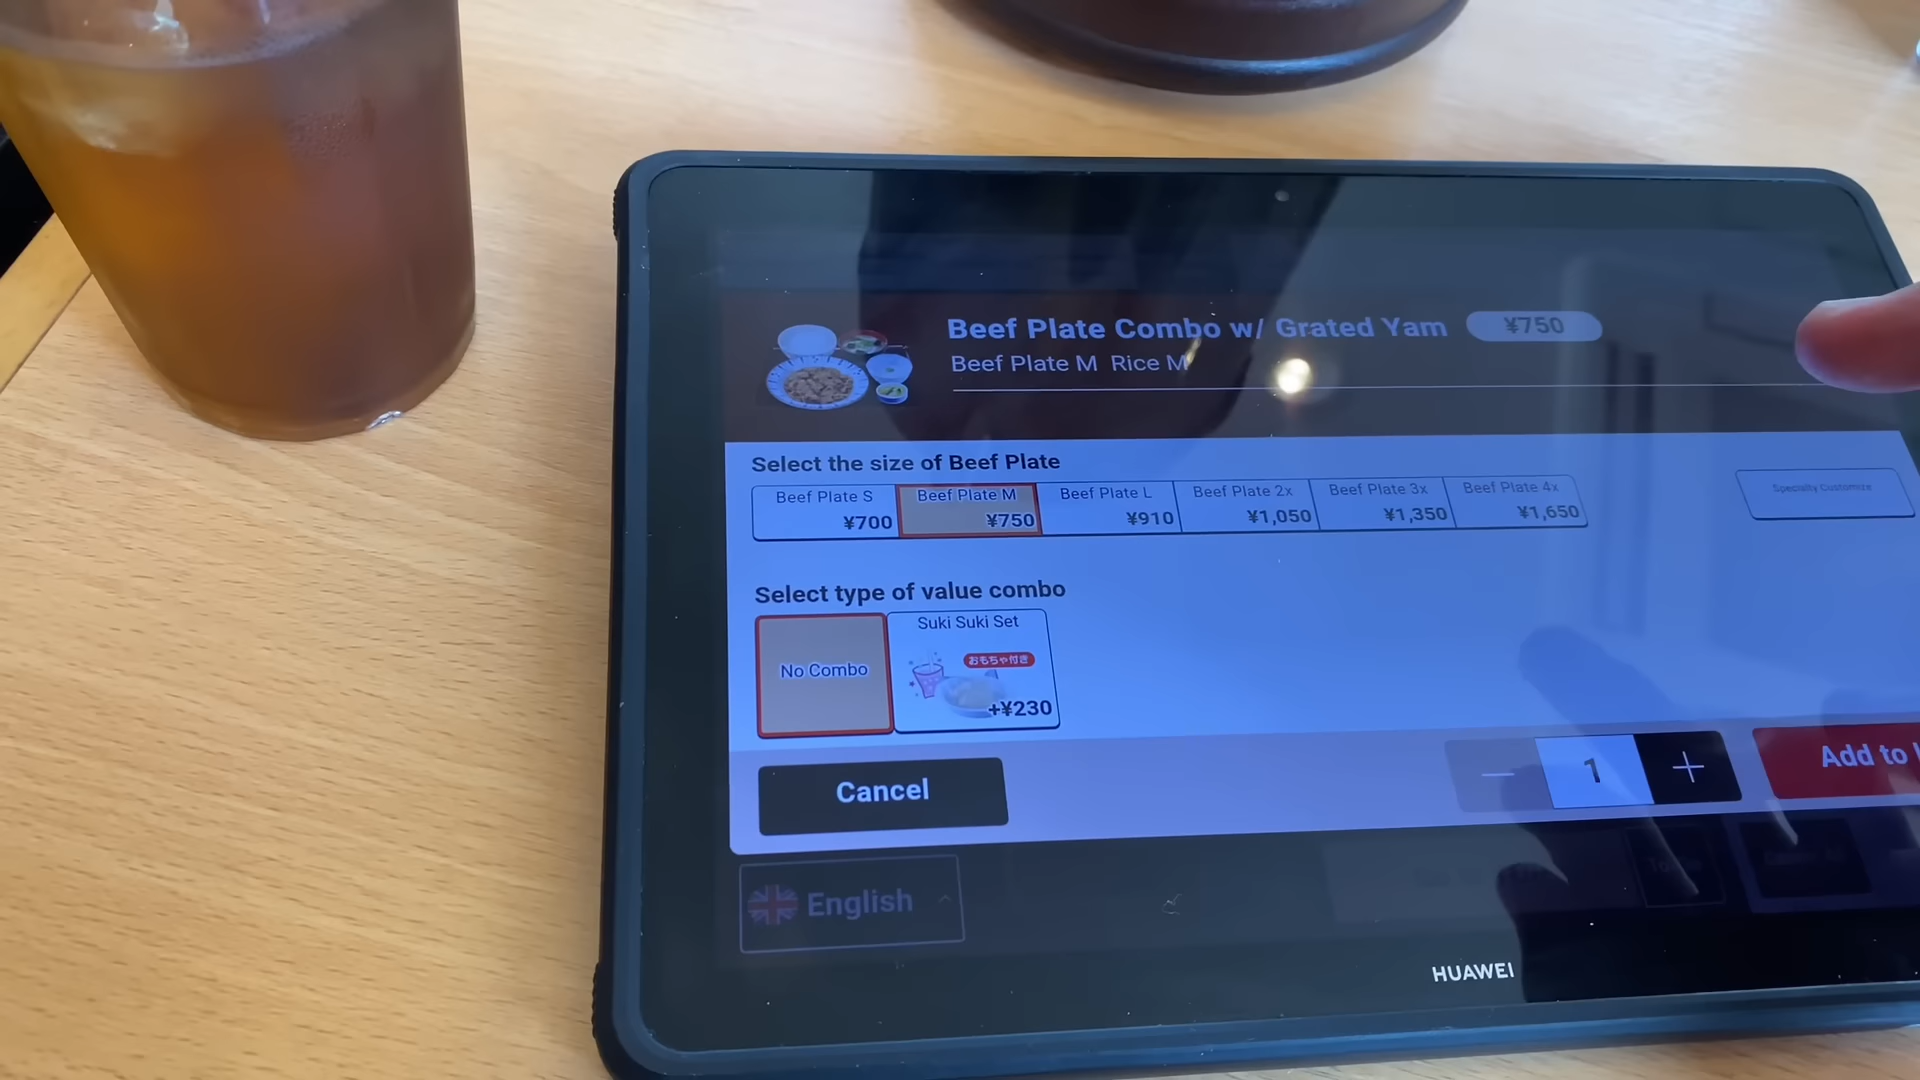 Beef Plate Combo w/ Grated Yam ¥750
Beef Plate M Rice M
Select the size of Beef Plate
Beef Plate S Beef Plate M Beef Plate L Beef Plate 2x Beef Plate 3x Beef Plate 4x
¥700 ¥750 ¥910 ¥1,050 ¥1,350 ¥1,650
Specialty Customize
Select type of value combo
No Combo
Suki Suki Set
おもちゃ付き
+¥230
Cancel
1
Add to
English
HUAWEI